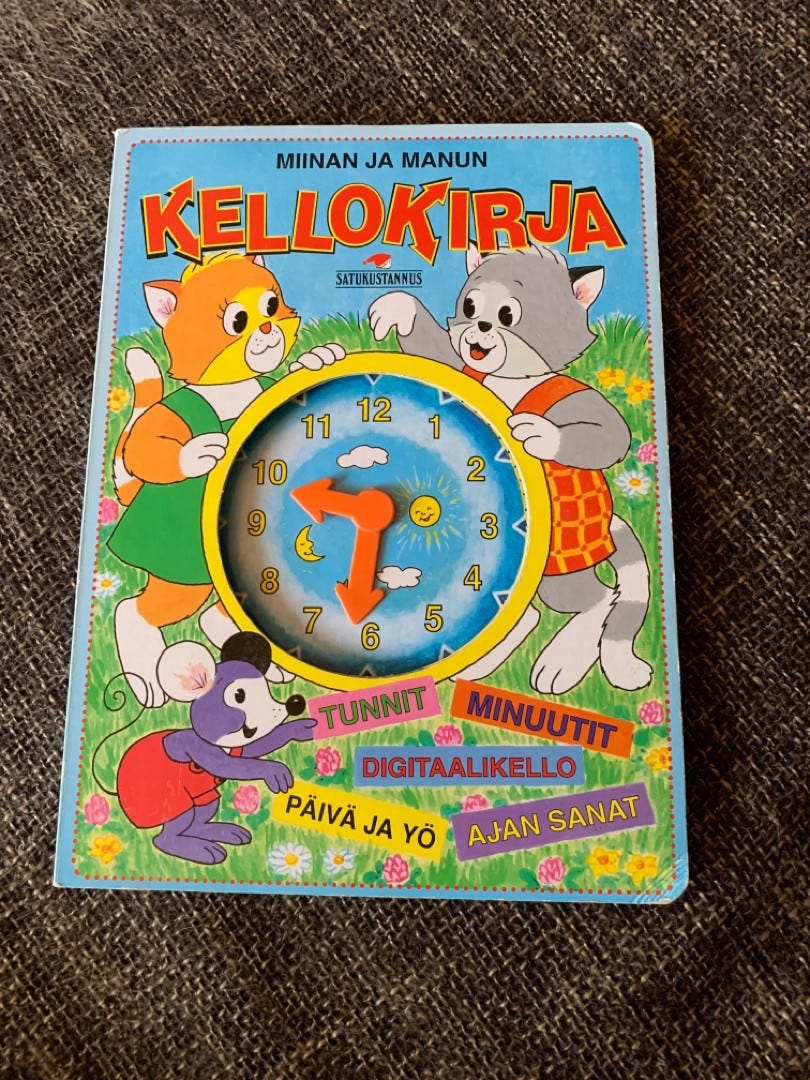 MIINAN JA MANUN
KELLOKIRJA
SATUKUSTANNUS
12
11
1
10
2
9
3
8
4
7
5
6
TUNNIT
MINUUTIT
DIGITAALIKELLO
PÄIVÄ JA YÖ
AJAN SANAT